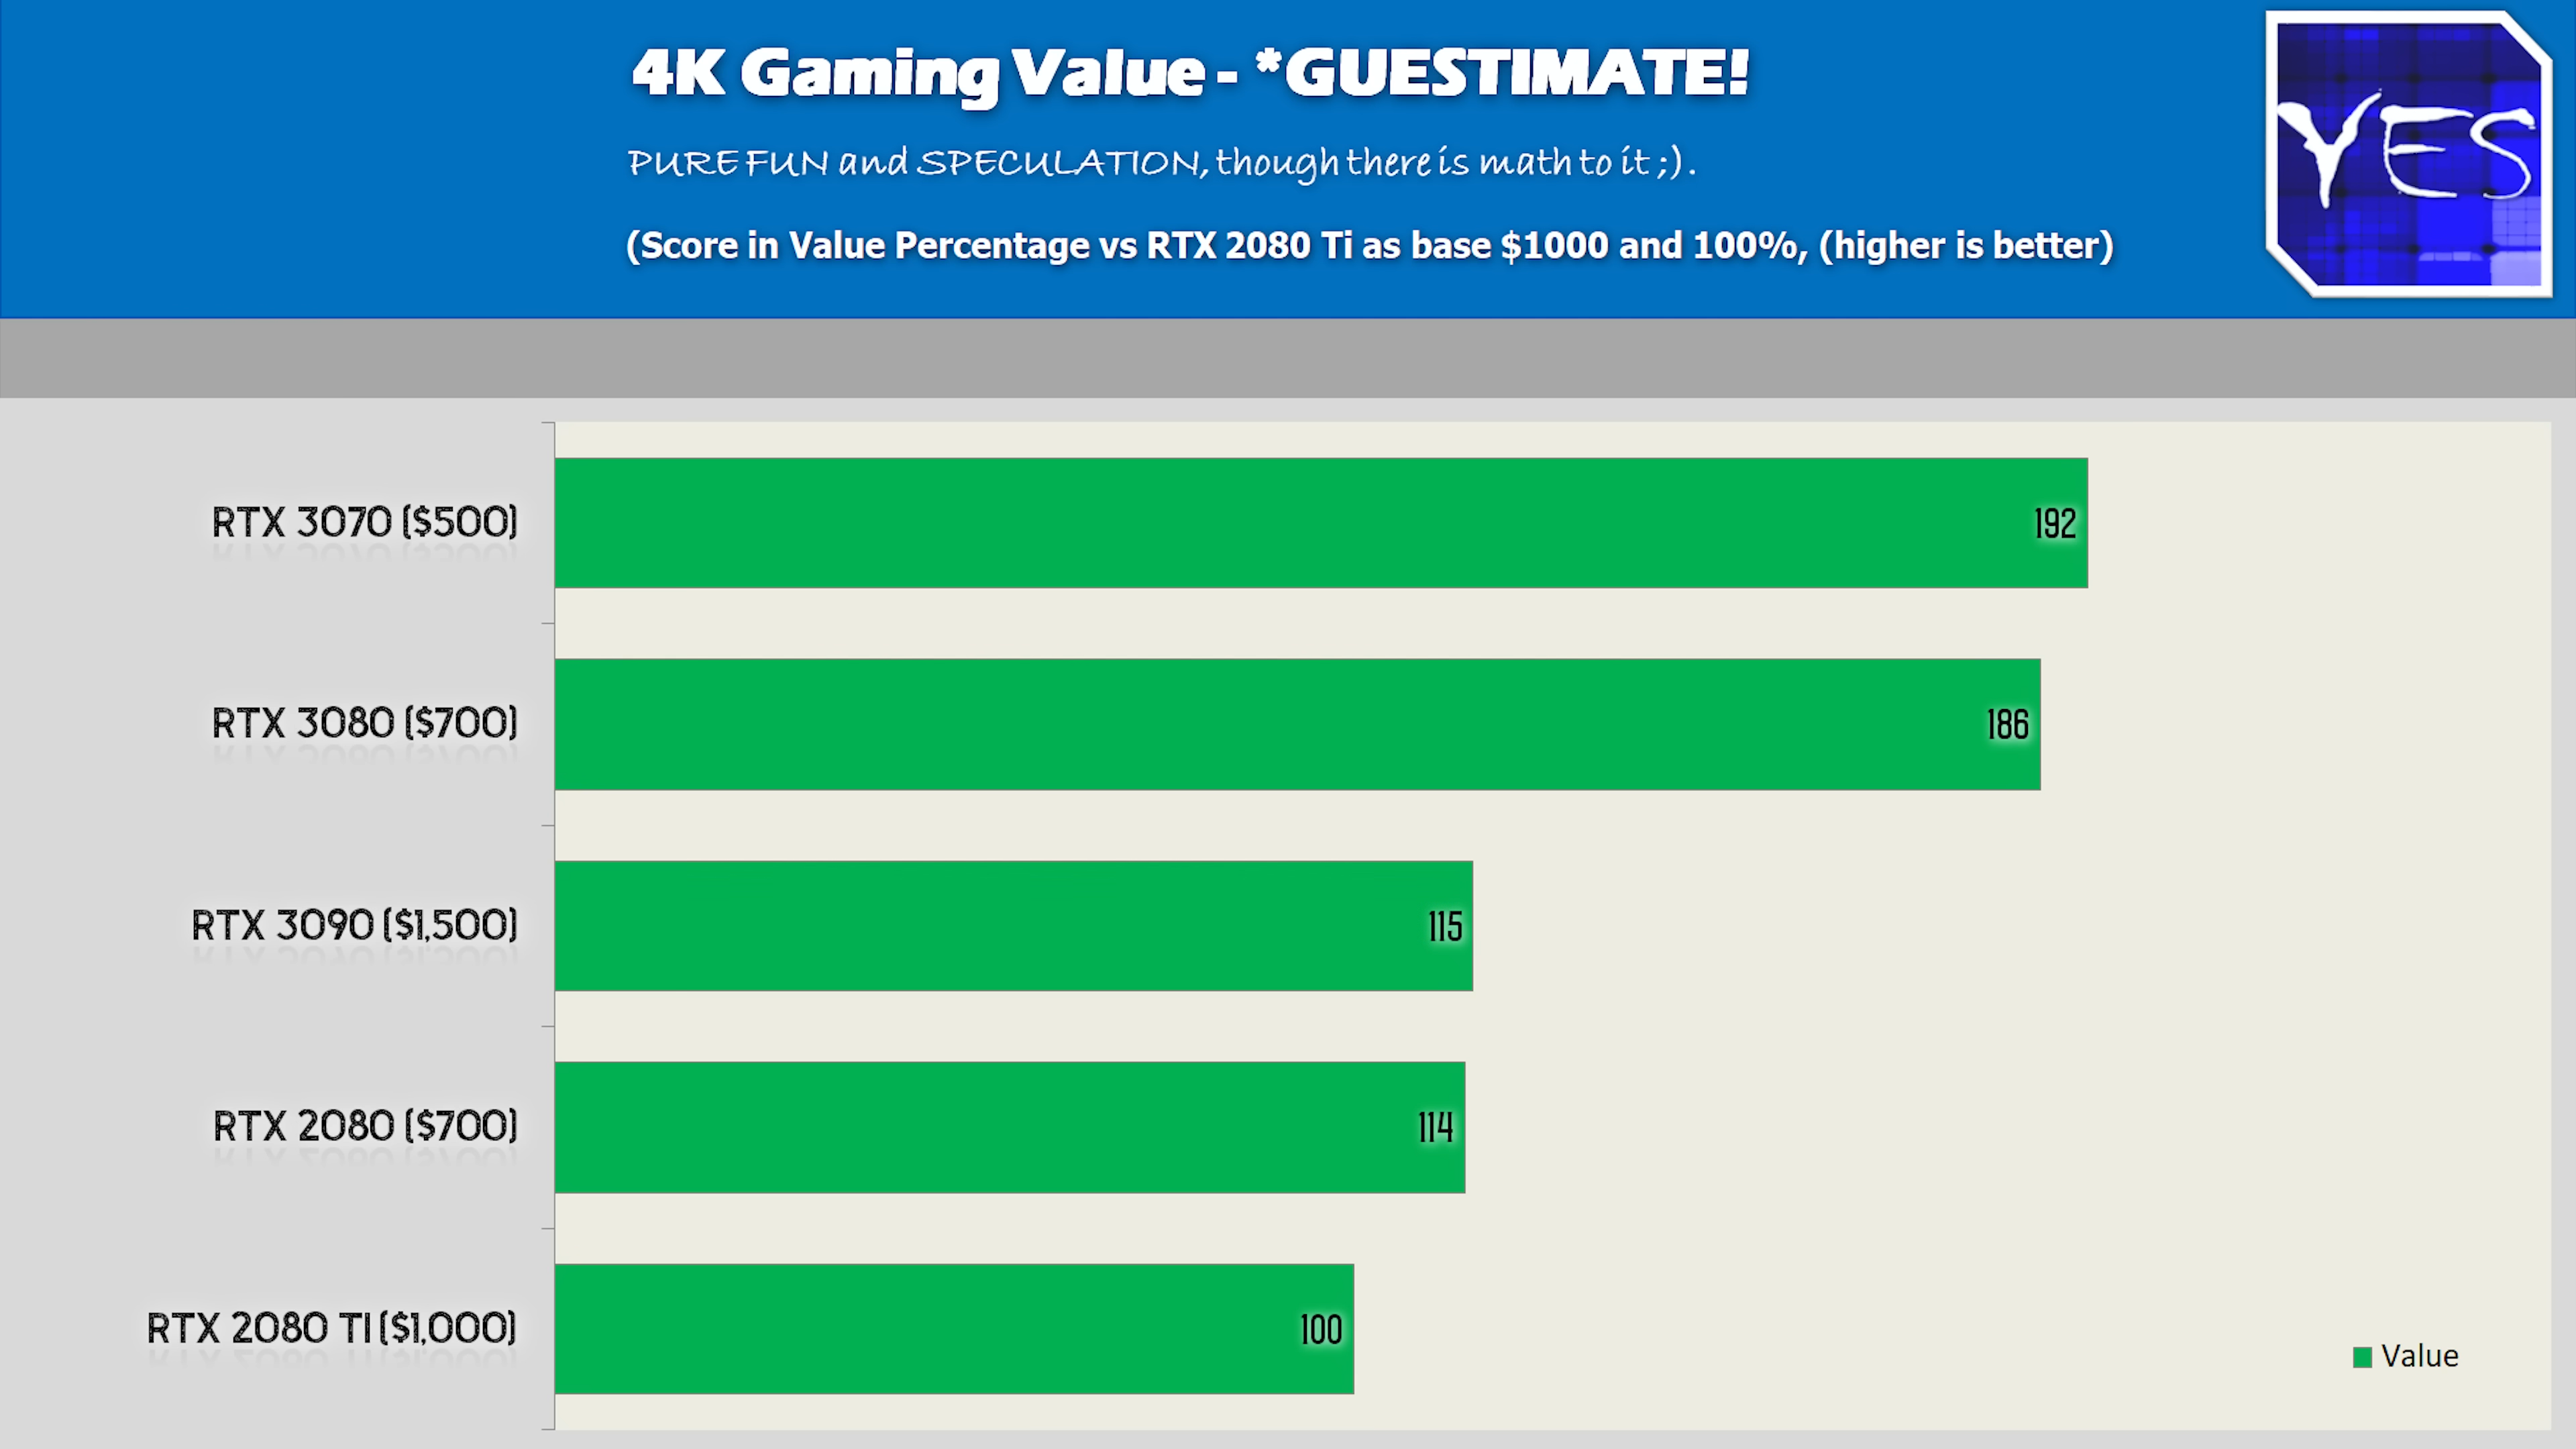 4K Gaming Value - *GUESTIMATE!
YES
PURE FUN and SPECULATION, though there is math to it ;).
(Score in Value Percentage vs RTX 2080 Ti as base $1000 and 100%, (higher is better)
RTX 3070 ($500)
192
RTX 3080 ($700)
186
RTX 3090 ($1,500)
115
RTX 2080 ($700)
114
RTX 2080 TI ($1,000)
100
Value